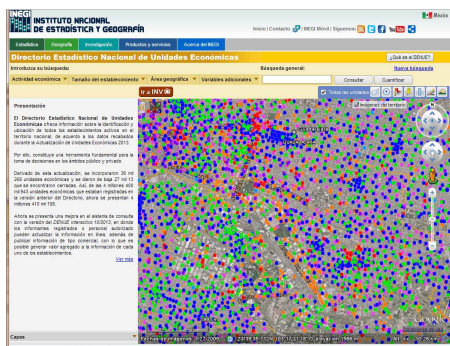 INEGI
INSTITUTO NACIONAL
DE ESTADÍSTICA Y GEOGRAFÍA
México
Inicio | Contacto | INEGI Móvil | Síguenos:
Estadística Geografía Investigación Productos y servicios Acerca del INEGI
Directorio Estadístico Nacional de Unidades Económicas
¿Qué es el DENUE?
Introduzca su búsqueda:
Búsqueda general:
Nueva búsqueda
Actividad económica Tamaño del establecimiento Área geográfica Variables adicionales
Consultar Cuantificar
Ir a INV
Todas las unidades
Imágenes del territorio
Presentación
El Directorio Estadístico Nacional de Unidades
Económicas ofrece información sobre la identificación y
ubicación de todos los establecimientos activos en el
territorio nacional, de acuerdo a los datos recabados
durante la Actualización de Unidades Económicas 2013.
Por ello, constituye una herramienta fundamental para la
toma de decisiones en los ámbitos público y privado.
Derivado de esta actualización, se incorporaron 38 mil
268 unidades económicas y se dieron de baja 27 mil 13
que se encontraron cerradas. Así, de las 4 millones 400
mil 943 unidades económicas que estaban registradas en
la versión anterior del Directorio, ahora se presentan 4
millones 410 mil 198.
Ahora se presenta una mejora en el sistema de consulta
con la versión del DENUE interactivo 10/2013, en donde
los informantes registrados o personal autorizado
pueden actualizar la información en línea; además de
publicar información de tipo comercial, con lo que es
posible generar valor agregado a la información de cada
uno de los establecimientos.
Ver más
Google
Capas
Fechas de imágenes: